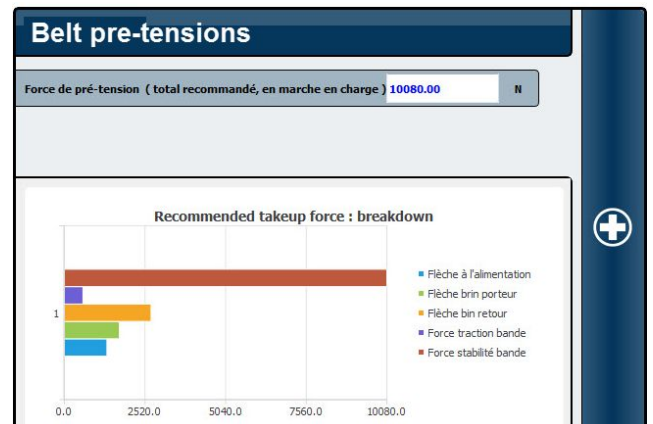 Belt pre-tensions
Force de pré-tension ( total recommandé, en marche en charge ) 10080.00 N
Recommended takeup force : breakdown
Flèche à l'alimentation
Flèche brin porteur
Flèche bin retour
Force traction bande
Force stabilité bande
1
0.0 2520.0 5040.0 7560.0 10080.0